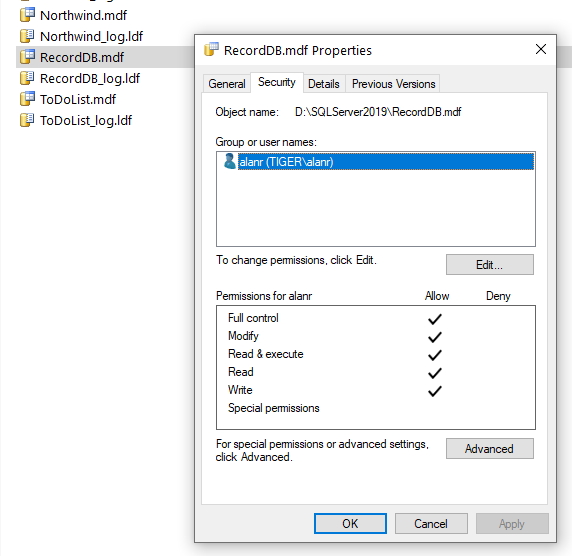 Northwind.mdf
Northwind_log.ldf
RecordDB.mdf
RecordDB_log.ldf
ToDoList.mdf
ToDoList_log.ldf
RecordDB.mdf Properties
General Security Details Previous Versions
Object name: D:\SQLServer2019\RecordDB.mdf
Group or user names:
alanr (TIGER\alanr)
To change permissions, click Edit.
Edit...
Permissions for alanr Allow Deny
Full control
Modify
Read & execute
Read
Write
Special permissions
For special permissions or advanced settings,
click Advanced.
Advanced
OK Cancel Apply